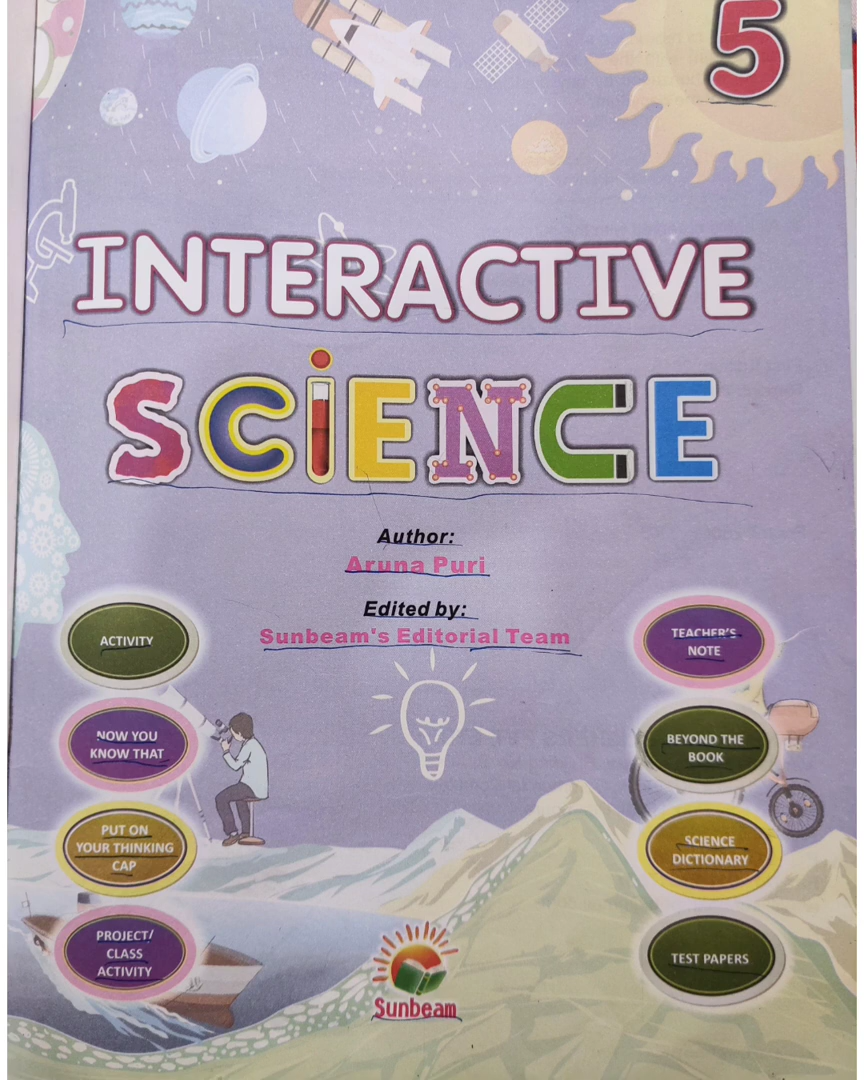 5
INTERACTIVE
SCiENCE
Author:
Aruna Puri
Edited by:
Sunbeam's Editorial Team
ACTIVITY
NOW YOU
KNOW THAT
PUT ON
YOUR THINKING
CAP
PROJECT/
CLASS
ACTIVITY
TEACHER'S
NOTE
BEYOND THE
BOOK
SCIENCE
DICTIONARY
TEST PAPERS
Sunbeam